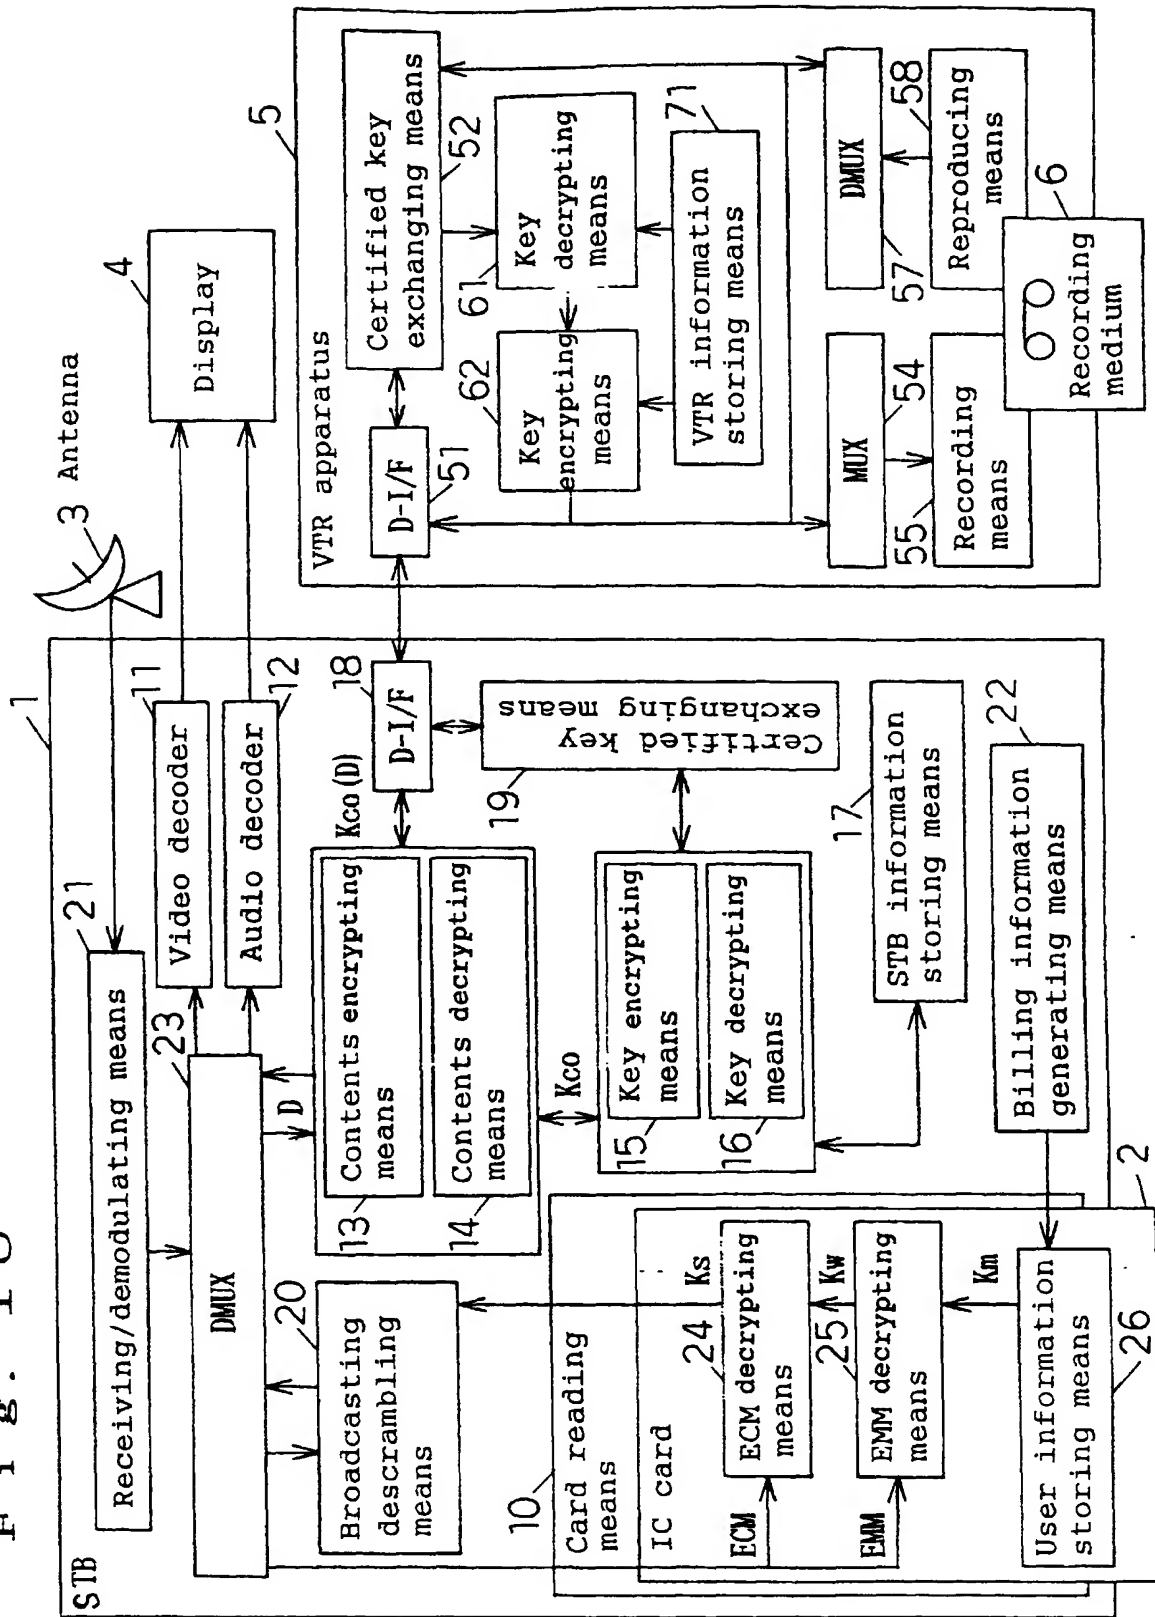 Fig. 1
STB
1
Receiving/demodulating means
21
DMUX
23
Video decoder
11
Audio decoder
12
3
Antenna
4
Display
D
20
Broadcasting
descrambling
means
13
Contents encrypting
means
14
Contents decrypting
means
Kco(D)
18
D-I/F
19
Certified key
exchanging means
Kco
15
Key encrypting
means
16
Key decrypting
means
17
STB information
storing means
10
Card reading
means
IC card
ECM
24
ECM decrypting
means
Ks
EMM
25
EMM decrypting
means
Kw
Km
User information
storing means
26
2
Billing information
generating means
22
5
VTR apparatus
D-I/F
51
Certified key
exchanging means
52
61
Key
decrypting
means
62
Key
encrypting
means
VTR information
storing means
71
MUX
54
55
Recording
means
DMUX
57
Reproducing
means
58
6
Recording
medium